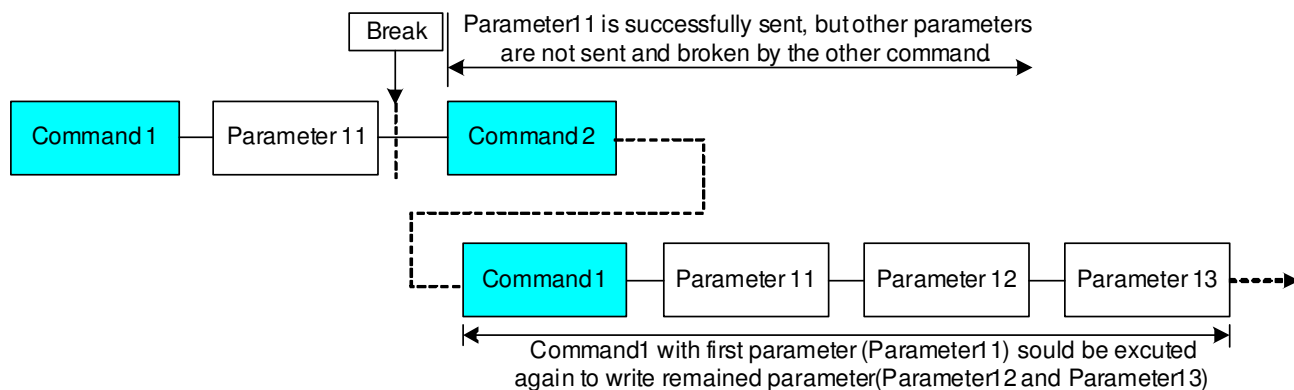 Parameter11 is successfully sent, but other parameters
are not sent and broken by the other command.
Break
Command 1
Parameter 11
Command 2
Command 1
Parameter 11
Parameter 12
Parameter 13
Command1 with first parameter (Parameter11) sould be excuted
again to write remained parameter(Parameter12 and Parameter13)